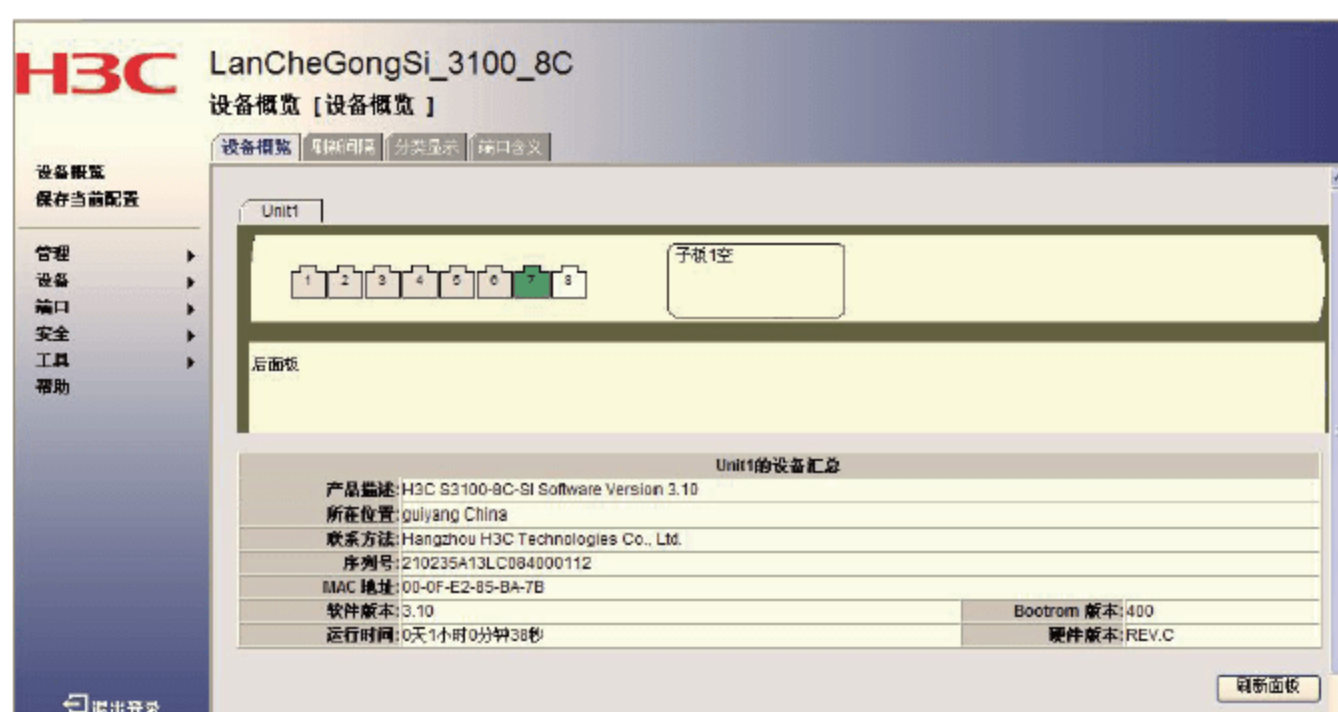 H3C
LanCheGongSi_3100_8C
设备概览 [设备概览 ]
设备概览 刷新间隔 分类显示 端口含义
设备概览
保存当前配置
管理
设备
端口
安全
工具
帮助
退出登录
Unit1
1 2 3 4 5 6 7 8
子板1空
后面板
Unit1的设备汇总
产品描述:H3C S3100-8C-SI Software Version 3.10
所在位置:guiyang China
联系方法:Hangzhou H3C Technologies Co., Ltd.
序列号:210235A13LC084000112
MAC 地址:00-0F-E2-85-BA-7B
软件版本:3.10 Bootrom 版本:400
运行时间:0天1小时0分钟38秒 硬件版本:REV.C
刷新面板